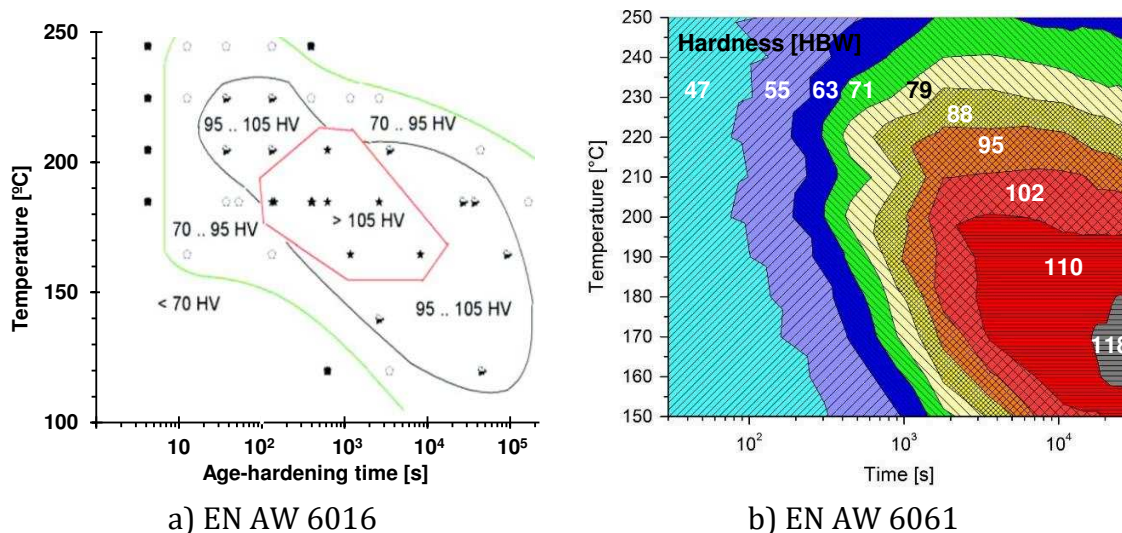 250
200
150
100
Temperature [ºC]
95 .. 105 HV
70 .. 95 HV
> 105 HV
70 .. 95 HV
< 70 HV
95 .. 105 HV
10 10² 10³ 10⁴ 10⁵
Age-hardening time [s]
a) EN AW 6016
Hardness [HBW]
250
240
230
220
210
200
190
180
170
160
150
Temperature [°C]
47 55 63 71 79
88
95
102
110
118
10² 10³ 10⁴
Time [s]
b) EN AW 6061